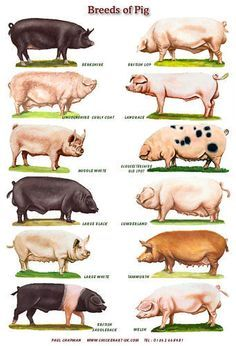 Breeds of Pig
BERKSHIRE
BRITISH LOP
LINCOLNSHIRE CURLY COAT
LANDRACE
MIDDLE WHITE
GLOUCESTERSHIRE
OLD SPOT
LARGE BLACK
CUMBERLAND
LARGE WHITE
TAMWORTH
BRITISH
SADDLEBACK
WELSH
PAUL CHAPMAN
TEL: